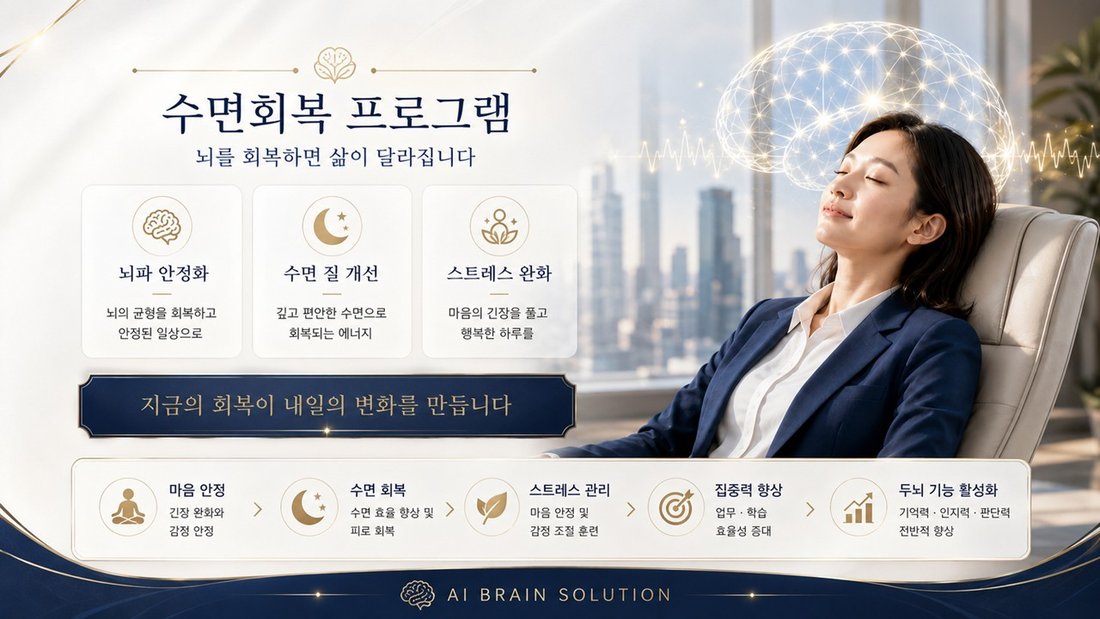 수면회복 프로그램
뇌를 회복하면 삶이 달라집니다
뇌파 안정화
뇌의 균형을 회복하고
안정된 일상으로
수면 질 개선
깊고 편안한 수면으로
회복되는 에너지
스트레스 완화
마음의 긴장을 풀고
행복한 하루를
지금의 회복이 내일의 변화를 만듭니다
마음 안정
긴장 완화와
감정 안정
수면 회복
수면 효율 향상 및
피로 회복
스트레스 관리
마음 안정 및
감정 조절 훈련
집중력 향상
업무 · 학습
효율성 증대
두뇌 기능 활성화
기억력 · 인지력 · 판단력
전반적 향상
AI BRAIN SOLUTION